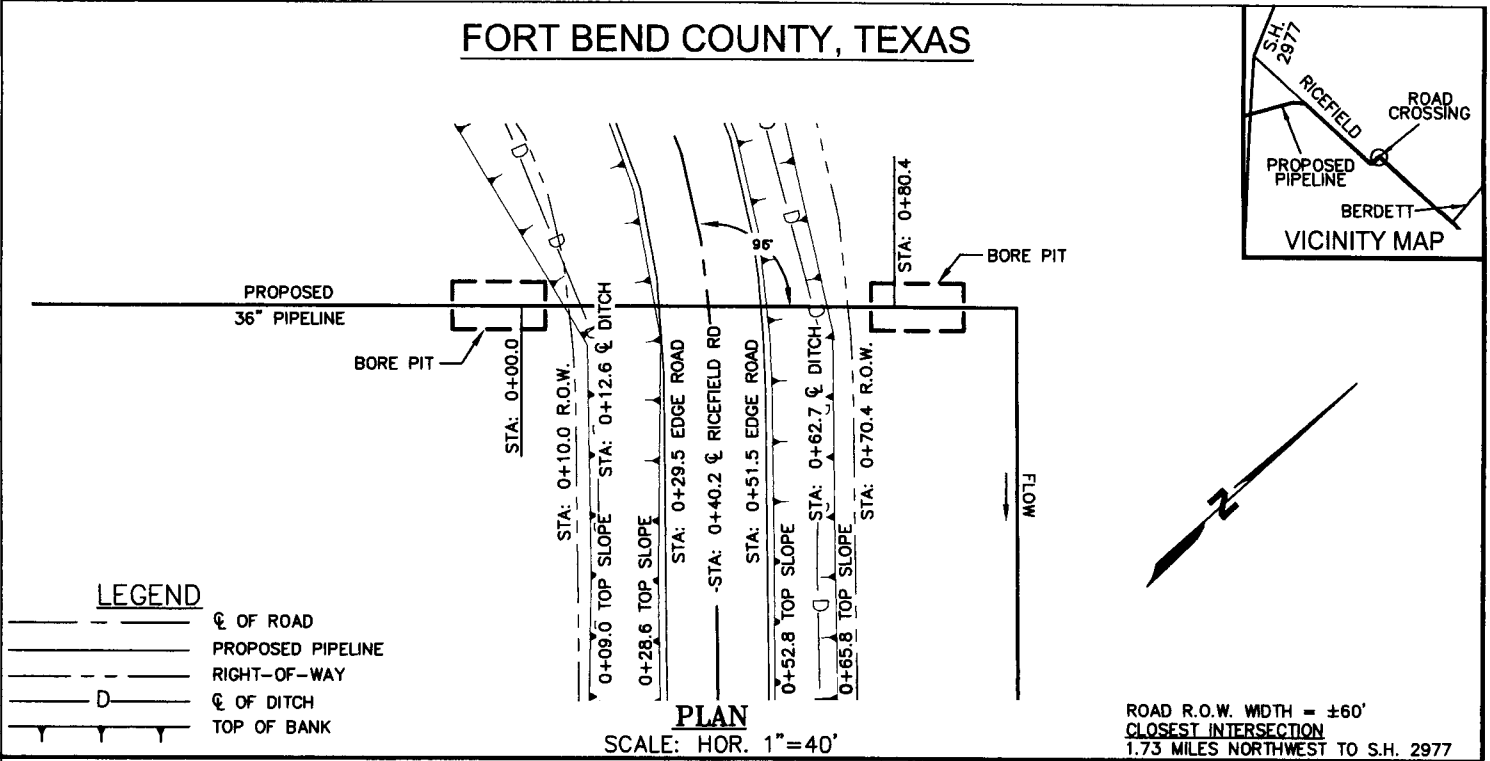 FORT BEND COUNTY, TEXAS
S.H.
2977
RICEFIELD
ROAD
CROSSING
PROPOSED
PIPELINE
BERDETT
VICINITY MAP
STA: 0+80.4
96°
BORE PIT
PROPOSED
36" PIPELINE
BORE PIT
STA: 0+00.0
STA: 0+10.0 R.O.W.
0+09.0 TOP SLOPE
STA: 0+12.6 ℄ DITCH
0+28.6 TOP SLOPE
STA: 0+29.5 EDGE ROAD
STA: 0+40.2 ℄ RICEFIELD RD
STA: 0+51.5 EDGE ROAD
0+52.8 TOP SLOPE
STA: 0+62.7 ℄ DITCH
0+65.8 TOP SLOPE
STA: 0+70.4 R.O.W.
D
D
D
D
D
D
FLOW
N
LEGEND
℄ OF ROAD
PROPOSED PIPELINE
RIGHT-OF-WAY
D ℄ OF DITCH
TOP OF BANK
PLAN
SCALE: HOR. 1"=40'
ROAD R.O.W. WIDTH = ±60'
CLOSEST INTERSECTION
1.73 MILES NORTHWEST TO S.H. 2977